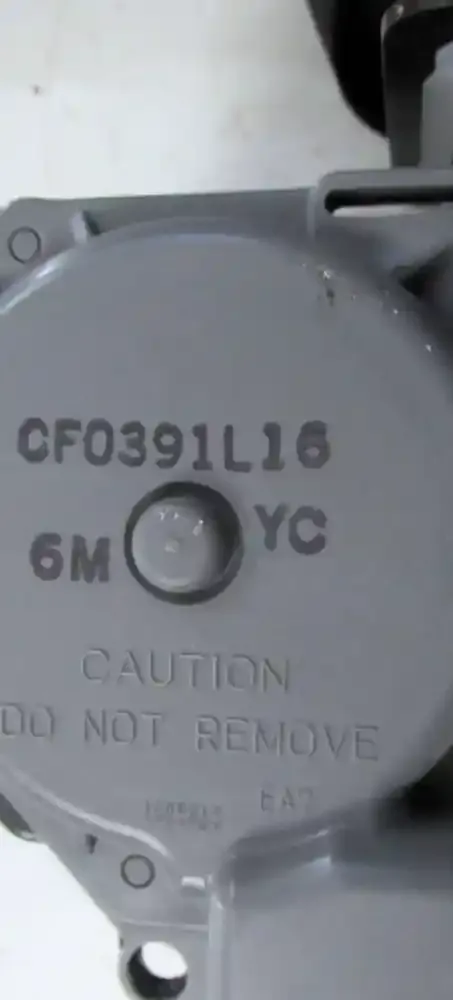 CF0391L16
6M YC
CAUTION
DO NOT REMOVE